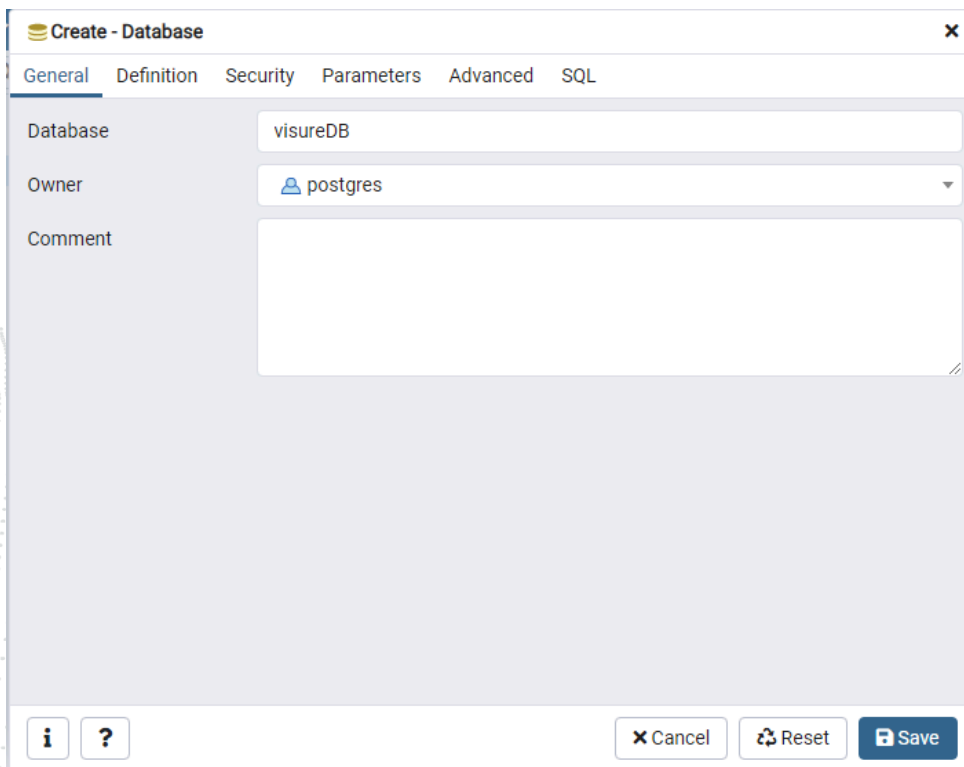 Create - Database
General Definition Security Parameters Advanced SQL
Database visureDB
Owner postgres
Comment
i ? Cancel Reset Save